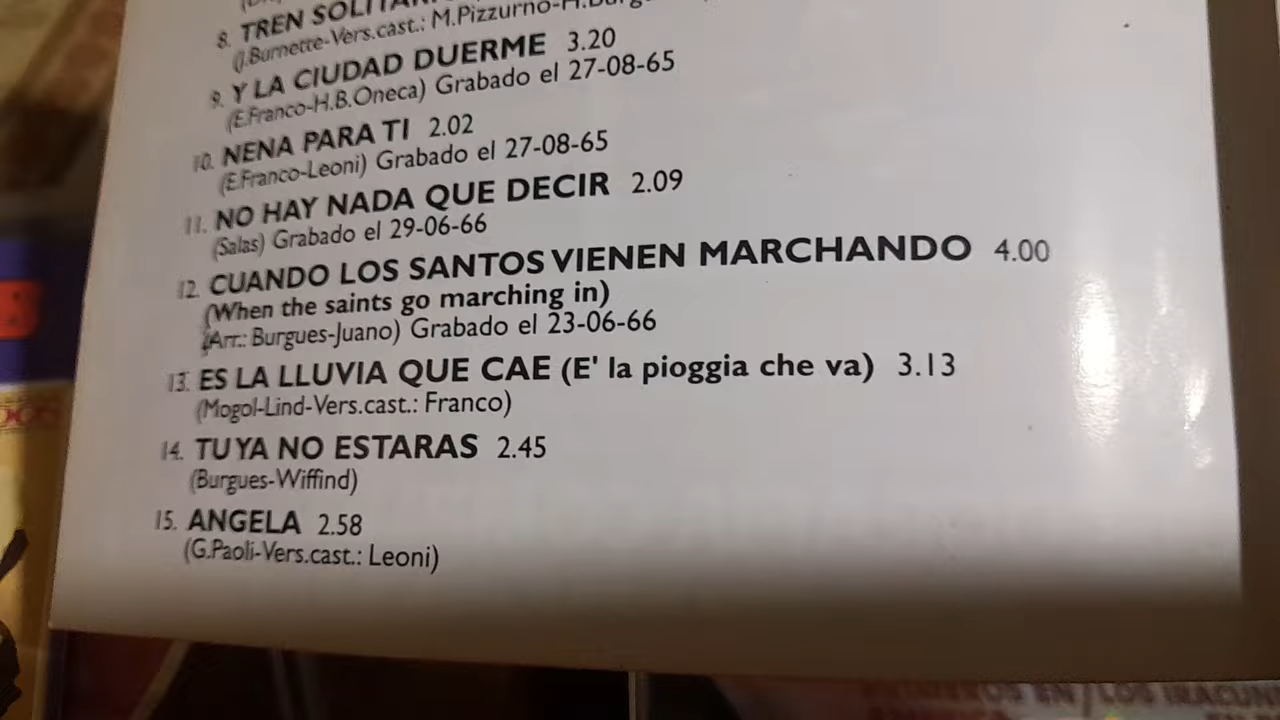 8. TREN SOLITAR
(J.Burnette-Vers.cast.: M.Pizzurno-H.Burgu
9. Y LA CIUDAD DUERME 3.20
(E.Franco-H.B.Oneca) Grabado el 27-08-65
10. NENA PARA TI 2.02
(E.Franco-Leoni) Grabado el 27-08-65
11. NO HAY NADA QUE DECIR 2.09
(Salas) Grabado el 29-06-66
12. CUANDO LOS SANTOS VIENEN MARCHANDO 4.00
(When the saints go marching in)
(Arr.: Burgues-Juano) Grabado el 23-06-66
13. ES LA LLUVIA QUE CAE (E' la pioggia che va) 3.13
(Mogol-Lind-Vers.cast.: Franco)
14. TU YA NO ESTARAS 2.45
(Burgues-Wiffind)
15. ANGELA 2.58
(G.Paoli-Vers.cast.: Leoni)